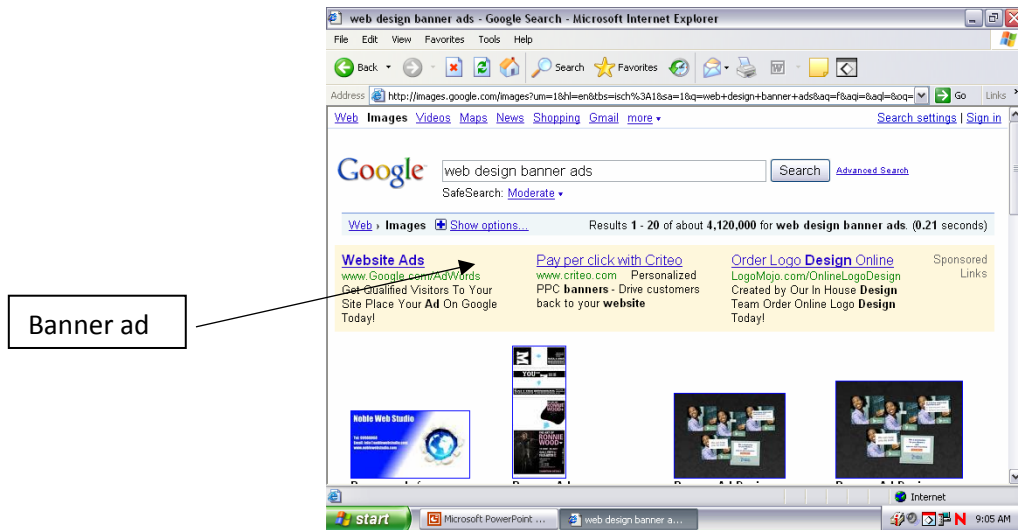 web design banner ads - Google Search - Microsoft Internet Explorer
File Edit View Favorites Tools Help
Back Search Favorites
Address http://images.google.com/images?um=1&hl=en&tbs=isch%3A1&sa=1&q=web+design+banner+ads&aq=f&aqi=&aql=&oq= Go Links
Web Images Videos Maps News Shopping Gmail more Search settings | Sign in
Google web design banner ads Search Advanced Search
SafeSearch: Moderate
Web › Images Show options... Results 1 - 20 of about 4,120,000 for web design banner ads. (0.21 seconds)
Website Ads
www.Google.com/AdWords
Get Qualified Visitors To Your
Site Place Your Ad On Google
Today!
Pay per click with Criteo
www.criteo.com Personalized
PPC banners - Drive customers
back to your website
Order Logo Design Online
LogoMojo.com/OnlineLogoDesign
Created by Our In House Design
Team Order Online Logo Design
Today!
Sponsored
Links
Banner ad
Noble Web Studio
YOU
RONNIE
WOOD
Internet
start Microsoft PowerPoint ... web design banner a... 9:05 AM